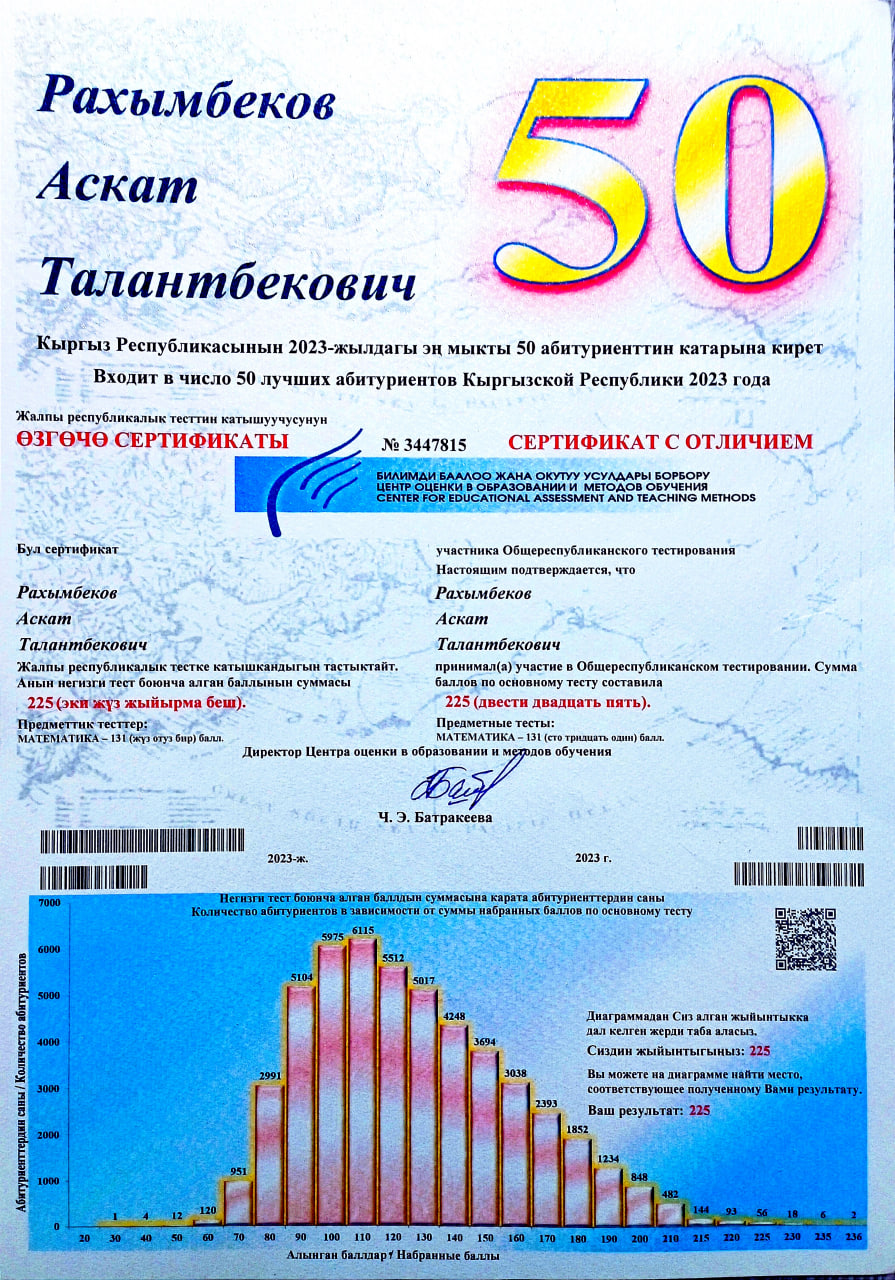 Рахымбеков
Аскат
Талантбекович
50
Кыргыз Республикасынын 2023-жылдагы эң мыкты 50 абитуриенттин катарына кирет
Входит в число 50 лучших абитуриентов Кыргызской Республики 2023 года
Жалпы республикалык тесттин катышуучусунун
ӨЗГӨЧӨ СЕРТИФИКАТЫ
№ 3447815
СЕРТИФИКАТ С ОТЛИЧИЕМ
БИЛИМДИ БААЛОО ЖАНА ОКУТУУ УСУЛДАРЫ БОРБОРУ
ЦЕНТР ОЦЕНКИ В ОБРАЗОВАНИИ И МЕТОДОВ ОБУЧЕНИЯ
CENTER FOR EDUCATIONAL ASSESSMENT AND TEACHING METHODS
Бул сертификат
Рахымбеков
Аскат
Талантбекович
Жалпы республикалык тестке катышкандыгын тастыктайт.
Анын негизги тест боюнча алган баллынын суммасы
225 (эки жүз жыйырма беш).
Предметтик тесттер:
МАТЕМАТИКА – 131 (жүз отуз бир) балл.
участника Общереспубликанского тестирования
Настоящим подтверждается, что
Рахымбеков
Аскат
Талантбекович
принимал(а) участие в Общереспубликанском тестировании. Сумма
баллов по основному тесту составила
225 (двести двадцать пять).
Предметные тесты:
МАТЕМАТИКА – 131 (сто тридцать один) балл.
Директор Центра оценки в образовании и методов обучения
Ч. Э. Батракеева
2023-ж.
2023 г.
Негизги тест боюнча алган баллдын суммасына карата абитуриенттердин саны
Количество абитуриентов в зависимости от суммы набранных баллов по основному тесту
Абитуриенттердин саны / Количество абитуриентов
7000
6000
5000
4000
3000
2000
1000
0
1 4 12 120 951 2991 5104 5975 6115 5512 5017 4248 3694 3038 2393 1852 1234 848 482 144 93 56 18 6 2
20 30 40 50 60 70 80 90 100 110 120 130 140 150 160 170 180 190 200 210 215 220 225 230 235 236
Алынган баллдар / Набранные баллы
Диаграммадан Сиз алган жыйынтыкка
дал келген жерди таба аласыз.
Сиздин жыйынтыгыңыз: 225
Вы можете на диаграмме найти место,
соответствующее полученному Вами результату.
Ваш результат: 225